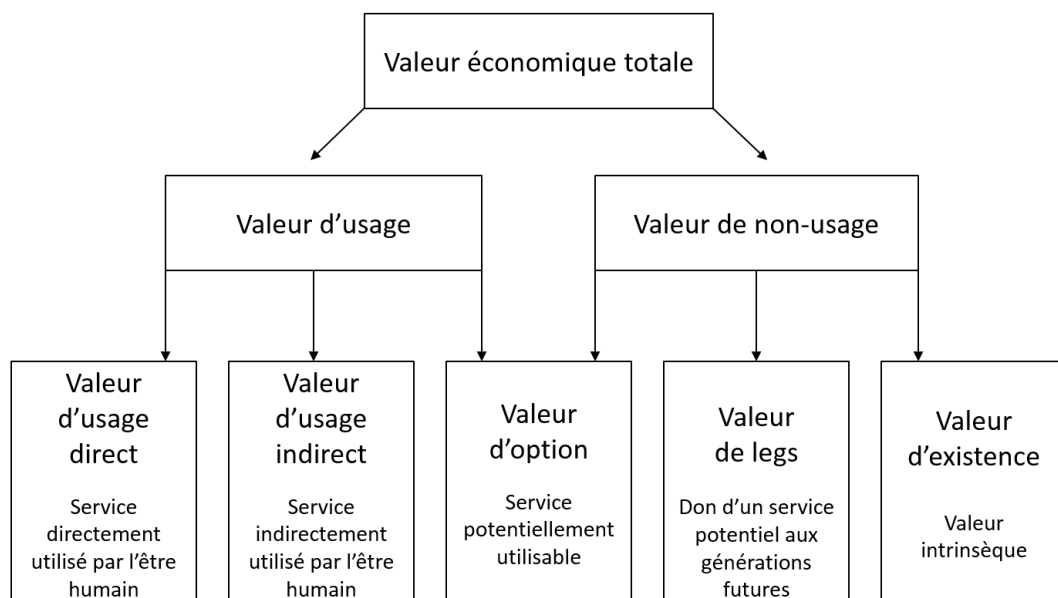 Valeur économique totale
Valeur d’usage
Valeur de non-usage
Valeur
d’usage
direct
Service
directement
utilisé par l’être
humain
Valeur
d’usage
indirect
Service
indirectement
utilisé par l’être
humain
Valeur
d’option
Service
potentiellement
utilisable
Valeur
de legs
Don d’un service
potentiel aux
générations
futures
Valeur
d’existence
Valeur
intrinsèque